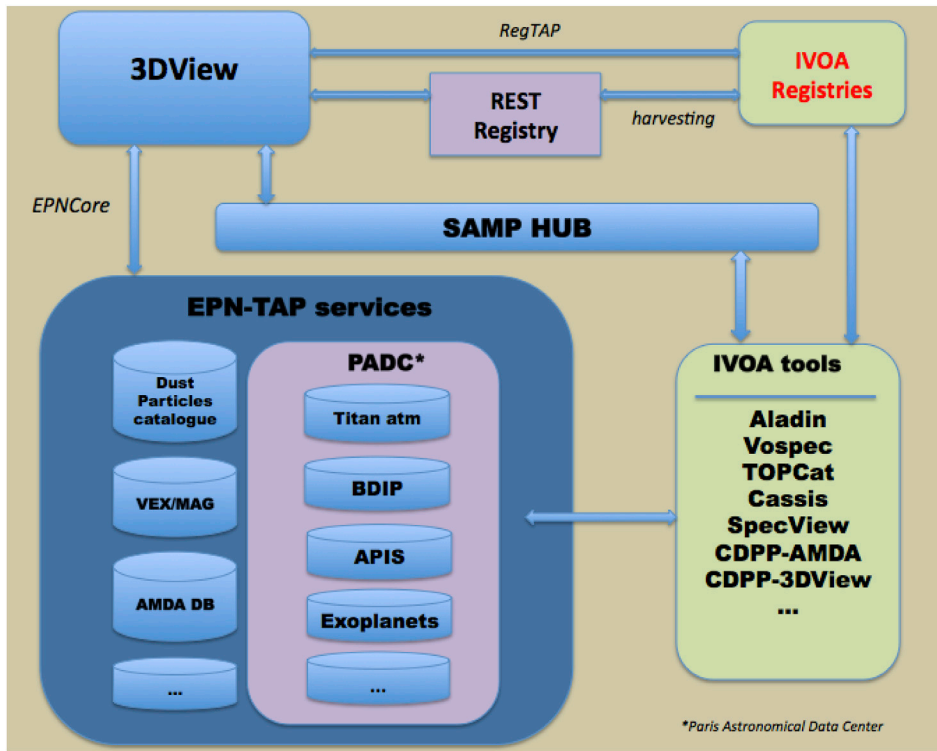 RegTAP
3DView
IVOA
Registries
REST
Registry
harvesting
EPNCore
SAMP HUB
EPN-TAP services
PADC*
Dust
Particles
catalogue
Titan atm
VEX/MAG
BDIP
APIS
AMDA DB
Exoplanets
...
...
IVOA tools
Aladin
Vospec
TOPCat
Cassis
SpecView
CDPP-AMDA
CDPP-3DView
...
*Paris Astronomical Data Center